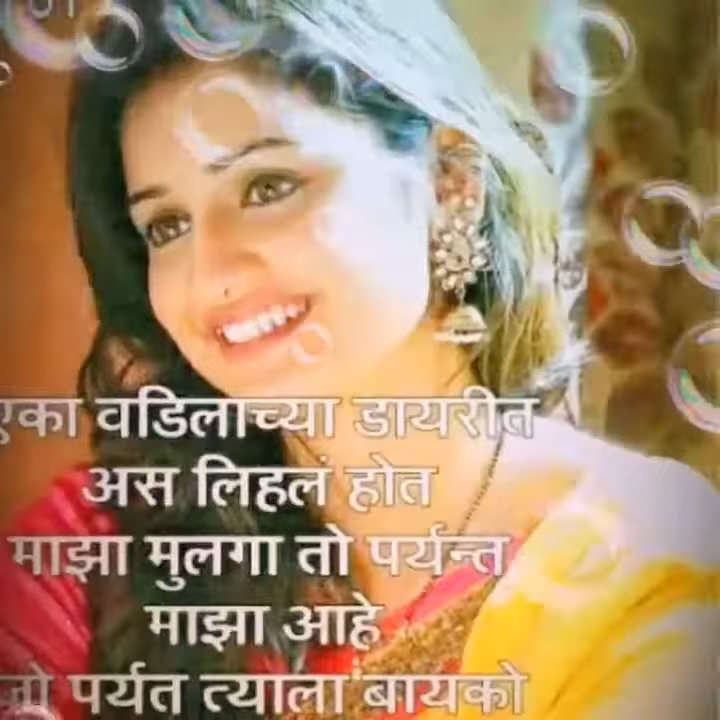 एका वडिलाच्या डायरीत
अस लिहलं होत
माझा मुलगा तो पर्यन्त
माझा आहे
जो पर्यत त्याला बायको